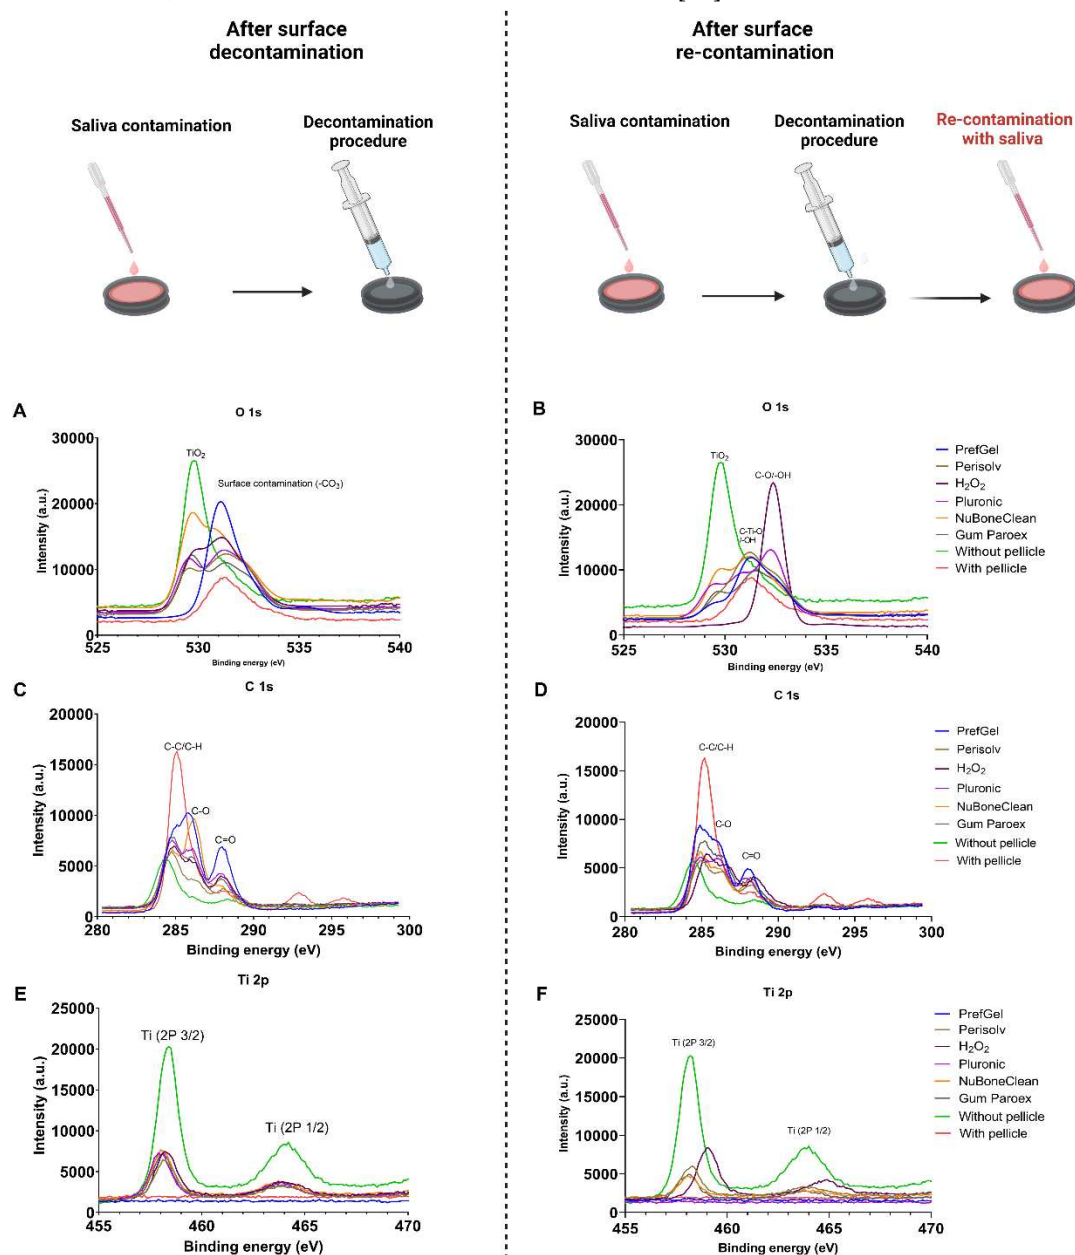 After surface
decontamination
After surface
re-contamination
Saliva contamination
Decontamination
procedure
Saliva contamination
Decontamination
procedure
Re-contamination
with saliva
A
O 1s
30000
20000
10000
0
Intensity (a.u.)
TiO2
Surface contamination (-CO3)
525
530
535
540
Binding energy (eV)
B
O 1s
30000
20000
10000
0
Intensity (a.u.)
TiO2
C-O/-OH
C-Ti-O
/-OH
525
530
535
540
Binding energy (eV)
PrefGel
Perisolv
H2O2
Pluronic
NuBoneClean
Gum Paroex
Without pellicle
With pellicle
C
C 1s
20000
15000
10000
5000
0
Intensity (a.u.)
C-C/C-H
C-O
C=O
280
285
290
295
300
Binding energy (eV)
D
C 1s
20000
15000
10000
5000
0
Intensity (a.u.)
C-C/C-H
C-O
C=O
280
285
290
295
300
Binding energy (eV)
PrefGel
Perisolv
H2O2
Pluronic
NuBoneClean
Gum Paroex
Without pellicle
With pellicle
E
Ti 2p
25000
20000
15000
10000
5000
0
Intensity (a.u.)
Ti (2P 3/2)
Ti (2P 1/2)
455
460
465
470
Binding energy (eV)
F
Ti 2p
25000
20000
15000
10000
5000
0
Intensity (a.u.)
Ti (2P 3/2)
Ti (2P 1/2)
455
460
465
470
Binding energy (eV)
PrefGel
Perisolv
H2O2
Pluronic
NuBoneClean
Gum Paroex
Without pellicle
With pellicle